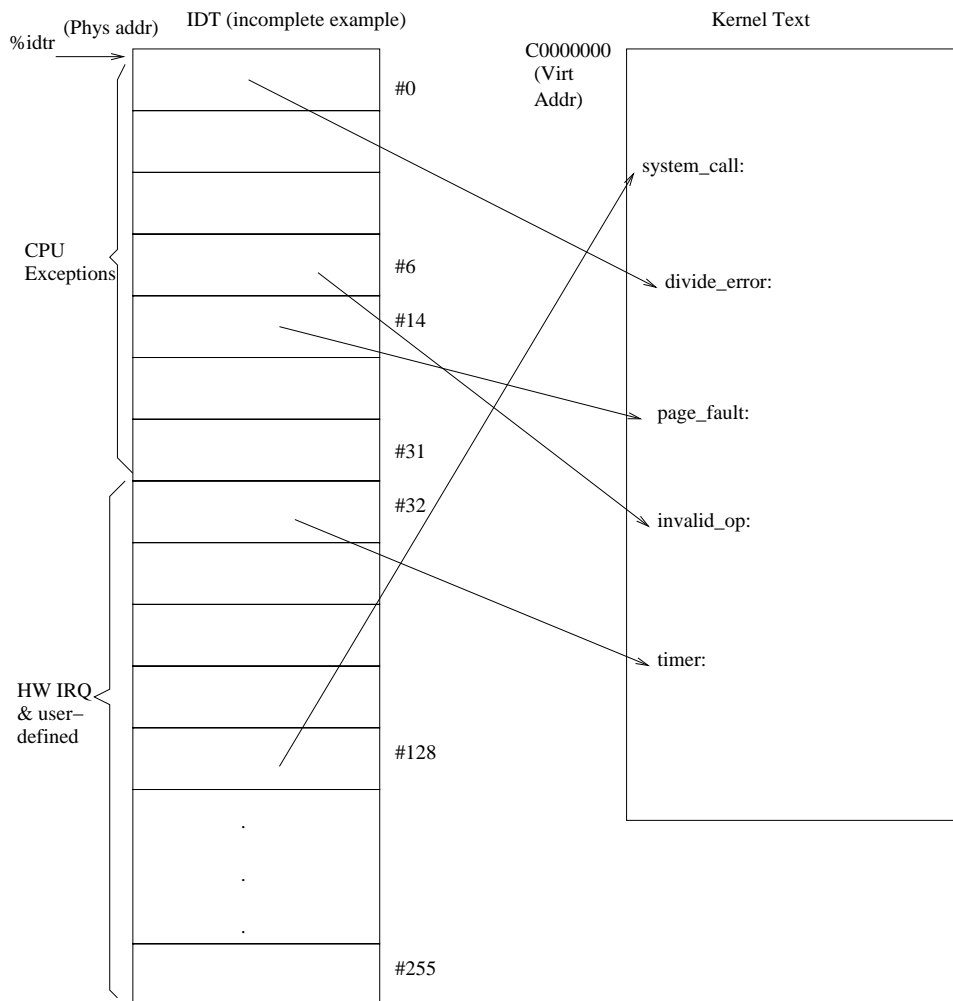 (Phys addr)
IDT (incomplete example)
Kernel Text
%idtr
C0000000
(Virt
Addr)
#0
system_call:
CPU
Exceptions
#6
divide_error:
#14
page_fault:
#31
#32
invalid_op:
timer:
HW IRQ
& user–
defined
#128
.
.
.
#255